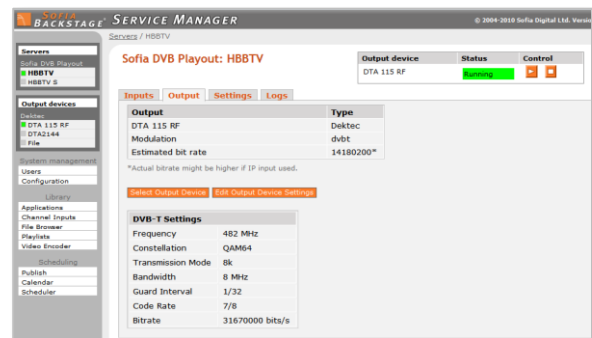 SOFIA
BACKSTAGE SERVICE MANAGER
© 2004-2010 Sofia Digital Ltd. Versio
Servers / HBBTV
Servers
Sofia DVB Playout
HBBTV
HBBTV S
Output devices
Dektec
DTA 115 RF
DTA2144
File
System management
Users
Configuration
Library
Applications
Channel Inputs
File Browser
Playlists
Video Encoder
Scheduling
Publish
Calendar
Scheduler
Sofia DVB Playout: HBBTV
Output device Status Control
DTA 115 RF Running
Inputs Output Settings Logs
Output Type
DTA 115 RF Dektec
Modulation dvbt
Estimated bit rate 14180200*
*Actual bitrate might be higher if IP input used.
Select Output Device Edit Output Device Settings
DVB-T Settings
Frequency 482 MHz
Constellation QAM64
Transmission Mode 8k
Bandwidth 8 MHz
Guard Interval 1/32
Code Rate 7/8
Bitrate 31670000 bits/s